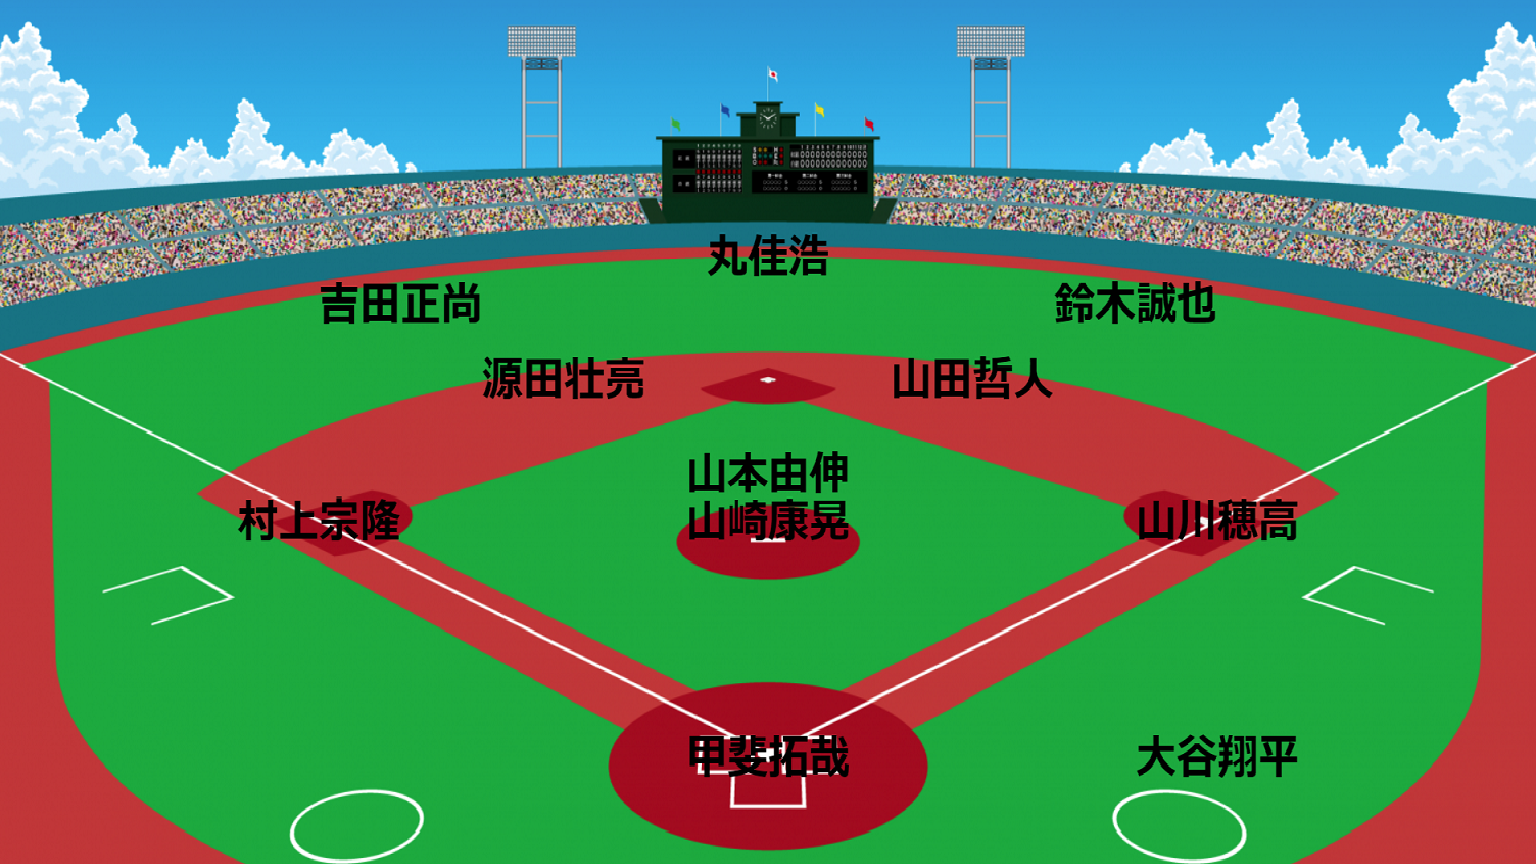 丸佳浩
吉田正尚
鈴木誠也
源田壮亮
山田哲人
山本由伸
山崎康晃
村上宗隆
山川穂高
甲斐拓哉
大谷翔平